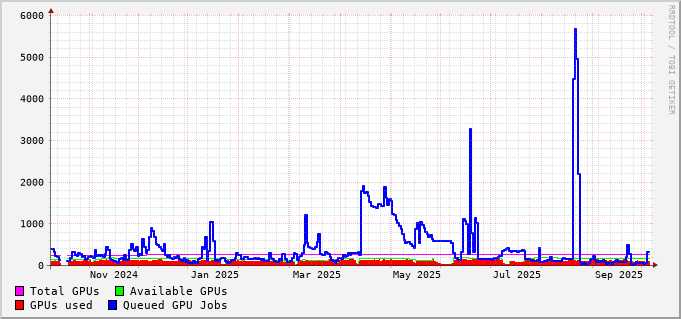 6000
5000
4000
3000
2000
1000
0
Nov 2024 Jan 2025 Mar 2025 May 2025 Jul 2025 Sep 2025
Total GPUs Available GPUs
GPUs used Queued GPU Jobs
RRDTOOL / TOBI OETIKER